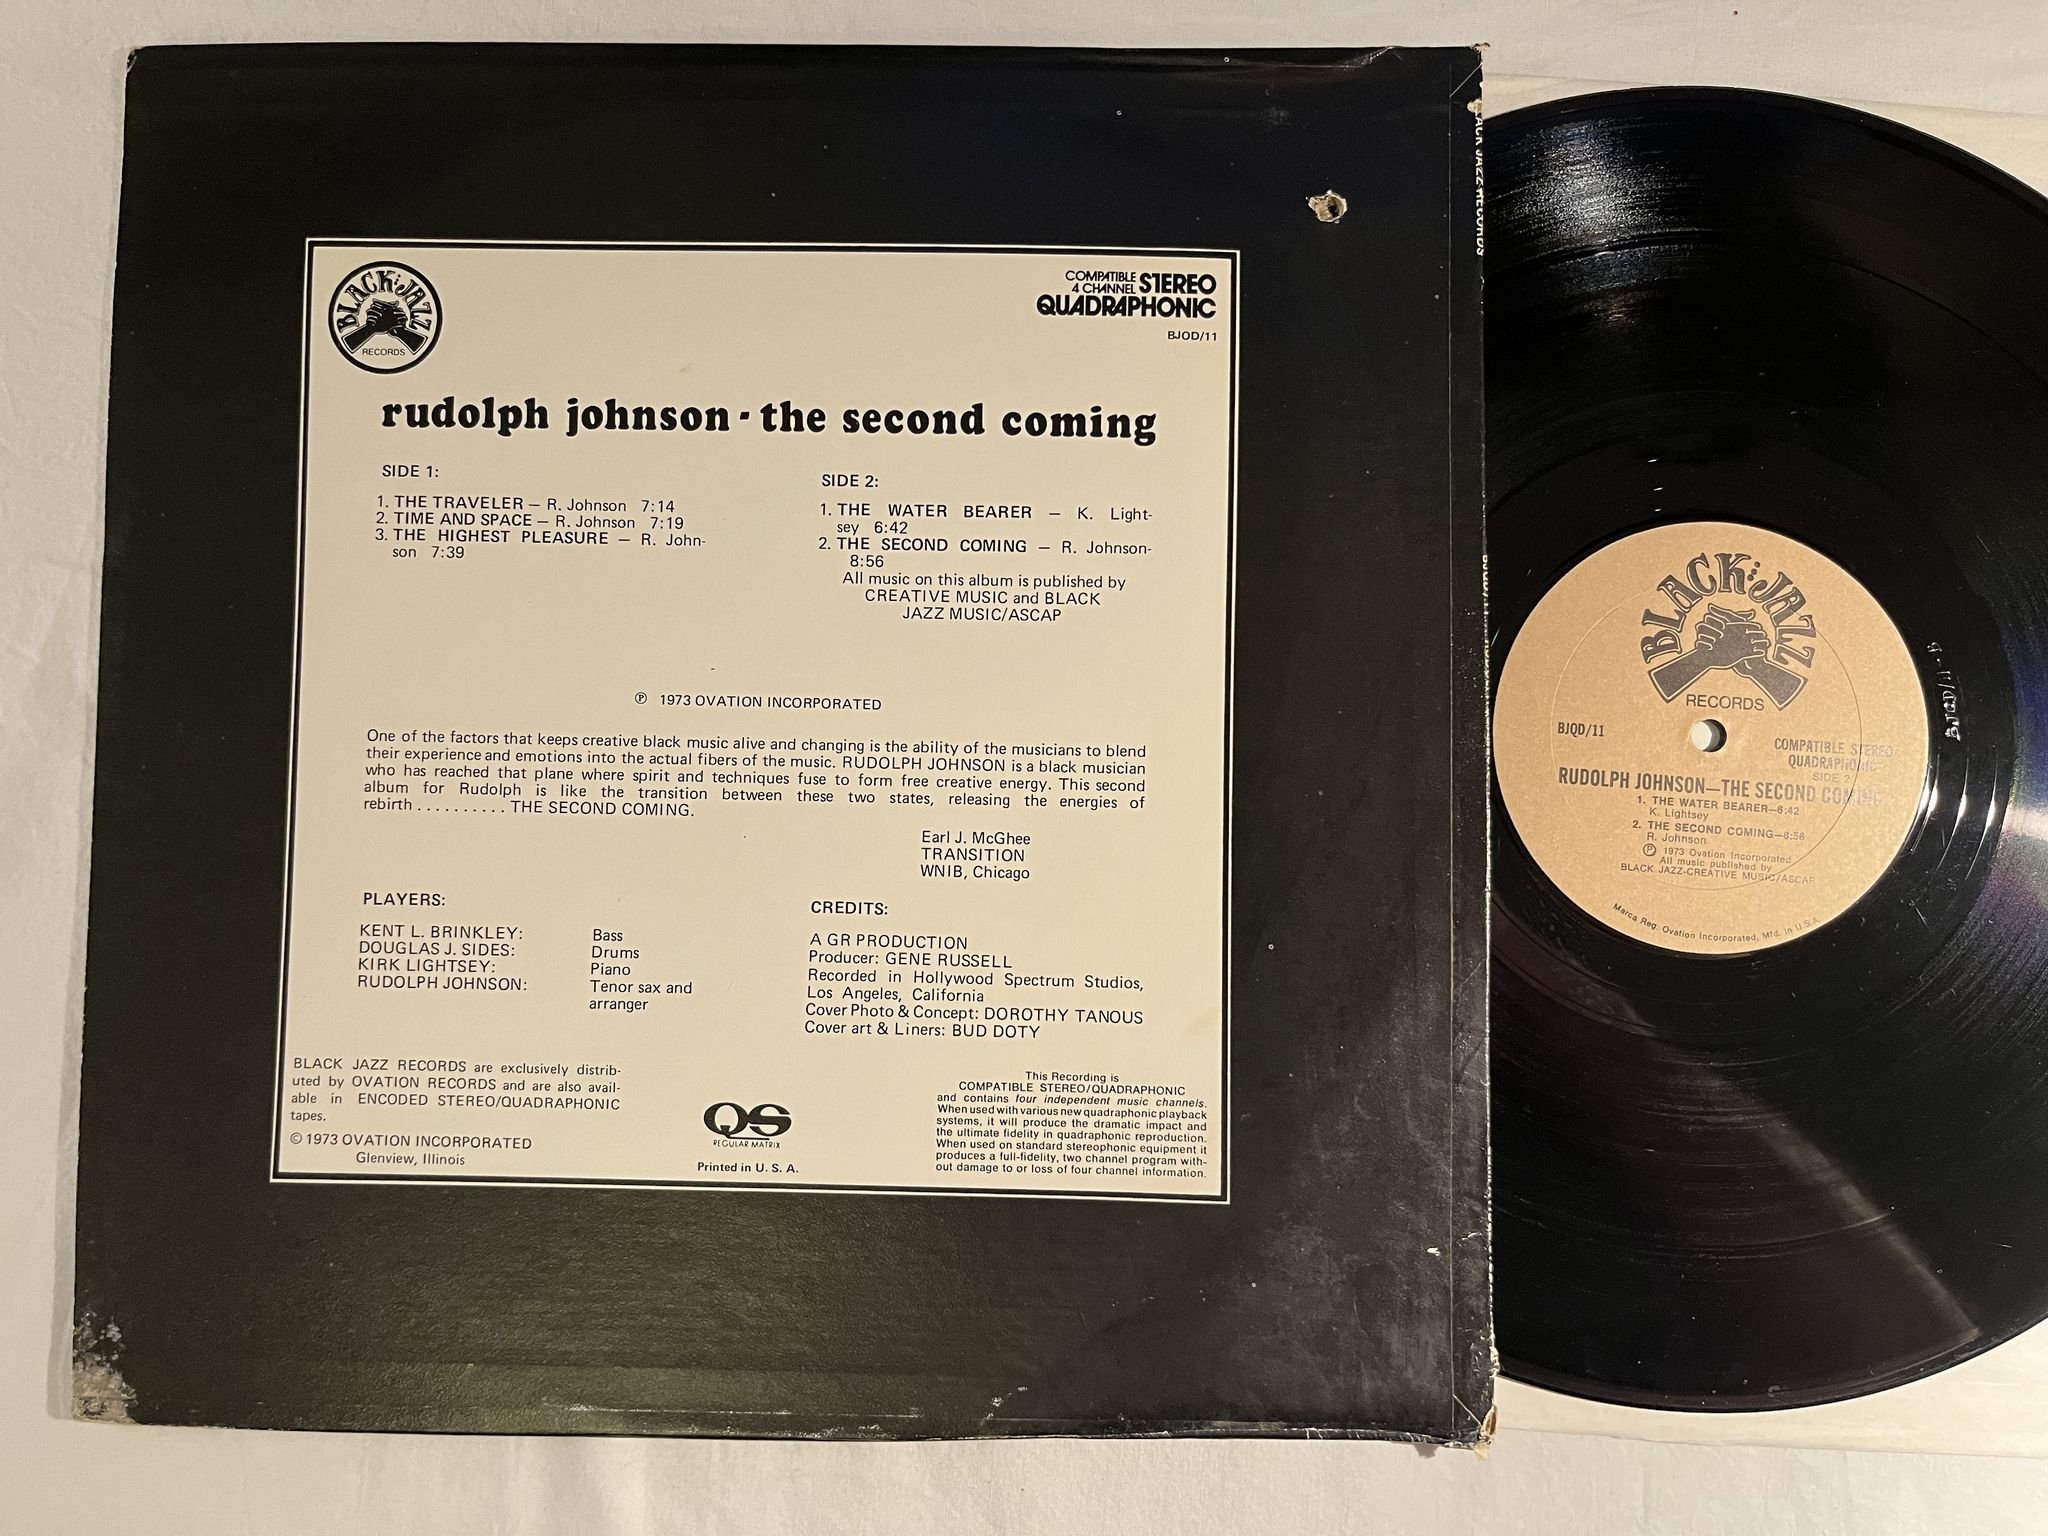 BLACK JAZZ
RECORDS
COMPATIBLE
4 CHANNEL STEREO
QUADRAPHONIC
BJOD/11
rudolph johnson - the second coming
SIDE 1:
1. THE TRAVELER — R. Johnson 7:14
2. TIME AND SPACE — R. Johnson 7:19
3. THE HIGHEST PLEASURE — R. John-
son 7:39
SIDE 2:
1. THE WATER BEARER — K. Light-
sey 6:42
2. THE SECOND COMING — R. Johnson-
8:56
All music on this album is published by
CREATIVE MUSIC and BLACK
JAZZ MUSIC/ASCAP
℗ 1973 OVATION INCORPORATED
One of the factors that keeps creative black music alive and changing is the ability of the musicians to blend
their experience and emotions into the actual fibers of the music. RUDOLPH JOHNSON is a black musician
who has reached that plane where spirit and techniques fuse to form free creative energy. This second
album for Rudolph is like the transition between these two states, releasing the energies of
rebirth . . . . . . . . . . THE SECOND COMING.
Earl J. McGhee
TRANSITION
WNIB, Chicago
PLAYERS:
KENT L. BRINKLEY: Bass
DOUGLAS J. SIDES: Drums
KIRK LIGHTSEY: Piano
RUDOLPH JOHNSON: Tenor sax and
arranger
CREDITS:
A GR PRODUCTION
Producer: GENE RUSSELL
Recorded in Hollywood Spectrum Studios,
Los Angeles, California
Cover Photo & Concept: DOROTHY TANOUS
Cover art & Liners: BUD DOTY
BLACK JAZZ RECORDS are exclusively distrib-
uted by OVATION RECORDS and are also avail-
able in ENCODED STEREO/QUADRAPHONIC
tapes.
© 1973 OVATION INCORPORATED
Glenview, Illinois
QS
REGULAR MATRIX
Printed in U. S. A.
This Recording is
COMPATIBLE STEREO/QUADRAPHONIC
and contains four independent music channels.
When used with various new quadraphonic playback
systems, it will produce the dramatic impact and
the ultimate fidelity in quadraphonic reproduction.
When used on standard stereophonic equipment it
produces a full-fidelity, two channel program with-
out damage to or loss of four channel information.
JAZZ RECORDS
BLACK JAZZ
RECORDS
BJQD/11
COMPATIBLE STEREO
QUADRAPHONIC
SIDE 2
RUDOLPH JOHNSON—THE SECOND COMING
1. THE WATER BEARER—6:42
K. Lightsey
2. THE SECOND COMING—8:56
R. Johnson
℗ 1973 Ovation Incorporated
All music published by
BLACK JAZZ-CREATIVE MUSIC/ASCAP
Marca Reg. Ovation Incorporated, Mfd. in U.S.A.